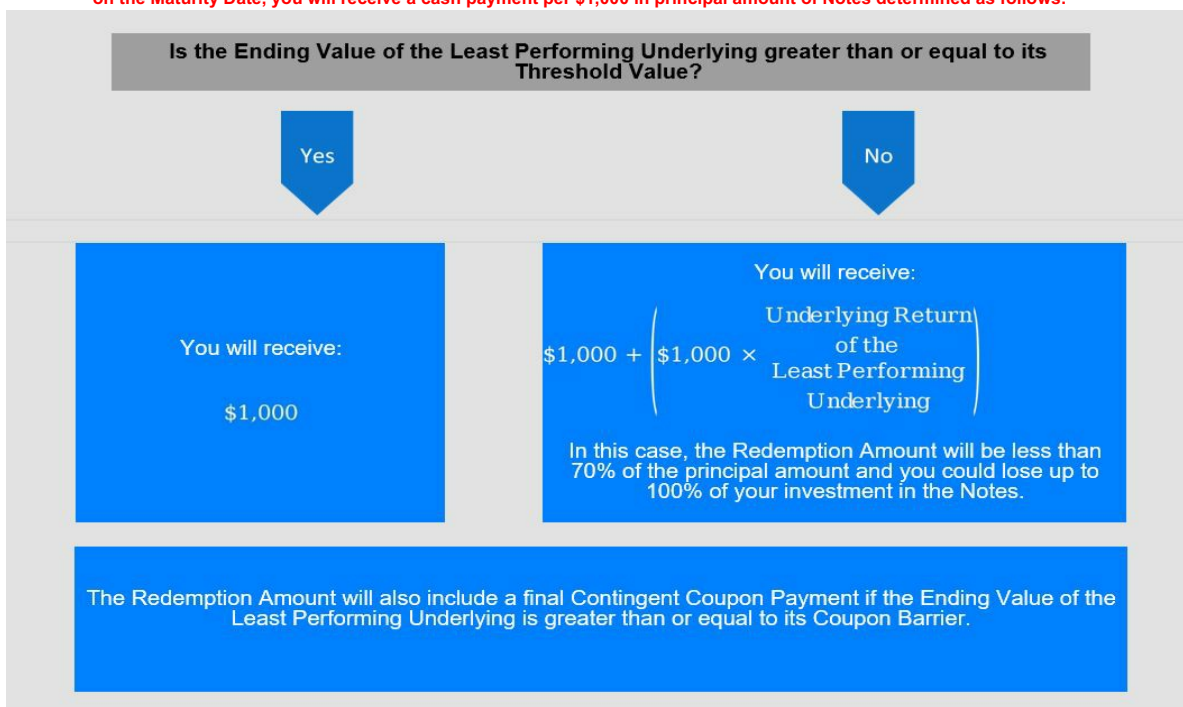 on the Maturity Date, you will receive a cash payment per $1,000 in principal amount of Notes determined as follows:
Is the Ending Value of the Least Performing Underlying greater than or equal to its
Threshold Value?
Yes
No
You will receive:
$1,000
You will receive:
$1,000 + ($1,000 × Underlying Return
of the
Least Performing
Underlying)
In this case, the Redemption Amount will be less than
70% of the principal amount and you could lose up to
100% of your investment in the Notes.
The Redemption Amount will also include a final Contingent Coupon Payment if the Ending Value of the
Least Performing Underlying is greater than or equal to its Coupon Barrier.